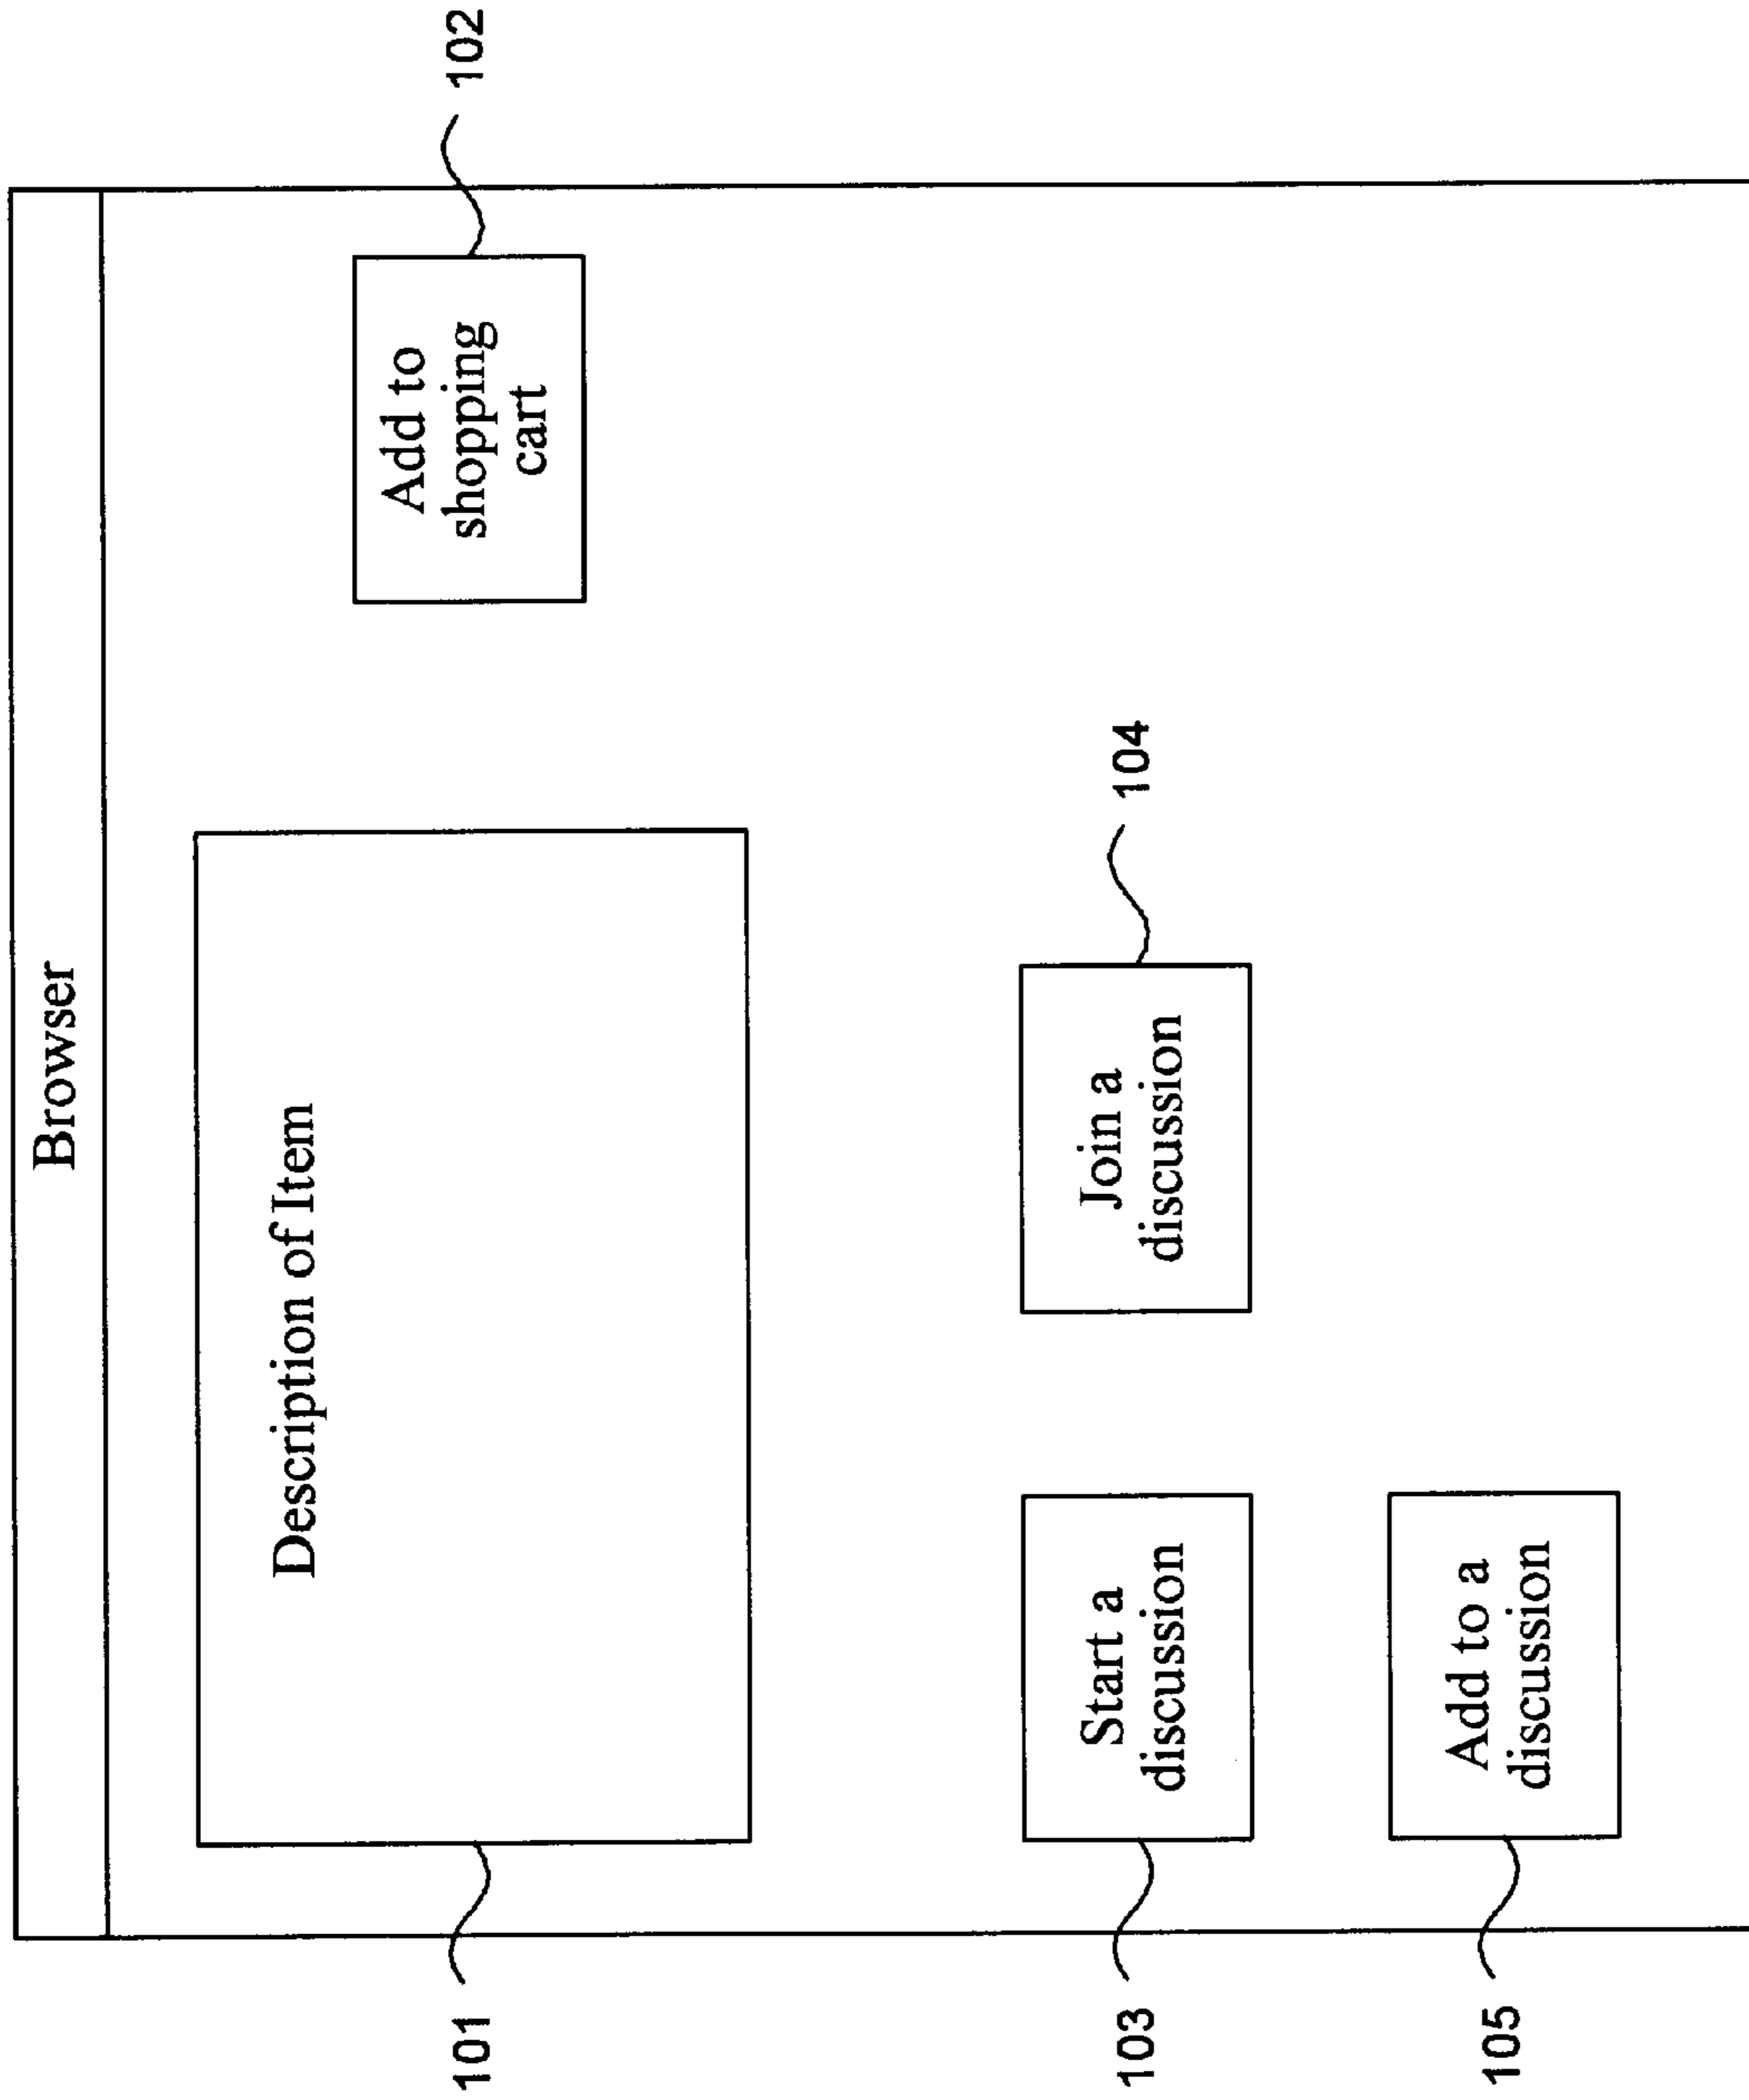 Browser
101
Description of Item
Add to
shopping
cart
102
103
Start a
discussion
Join a
discussion
104
105
Add to a
discussion